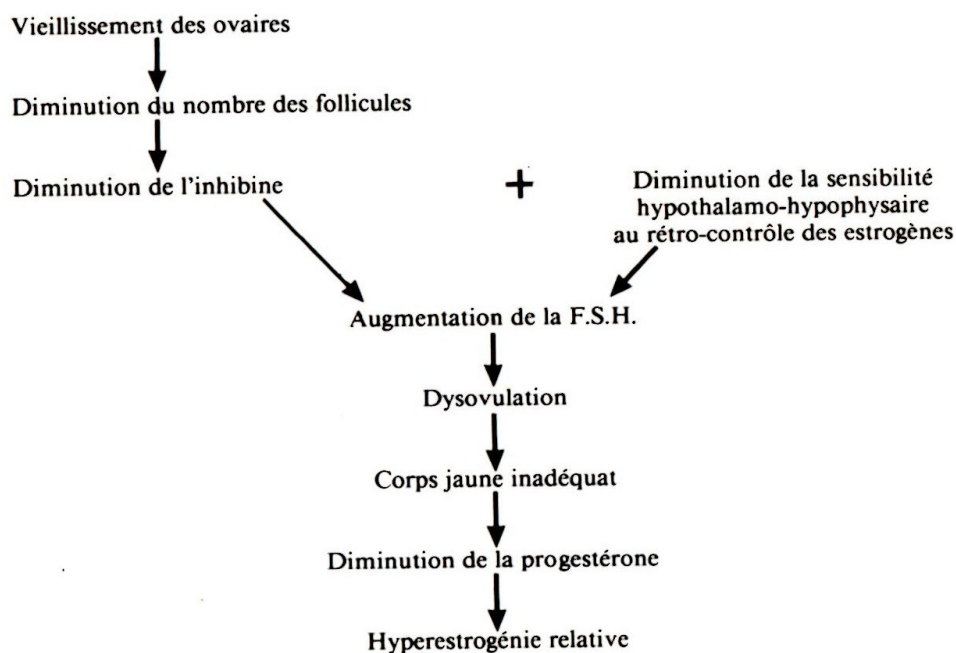 Vieillissement des ovaires
Diminution du nombre des follicules
Diminution de l'inhibine
+
Diminution de la sensibilité
hypothalamo-hypophysaire
au rétro-contrôle des estrogènes
Augmentation de la F.S.H.
Dysovulation
Corps jaune inadéquat
Diminution de la progestérone
Hyperestrogénie relative